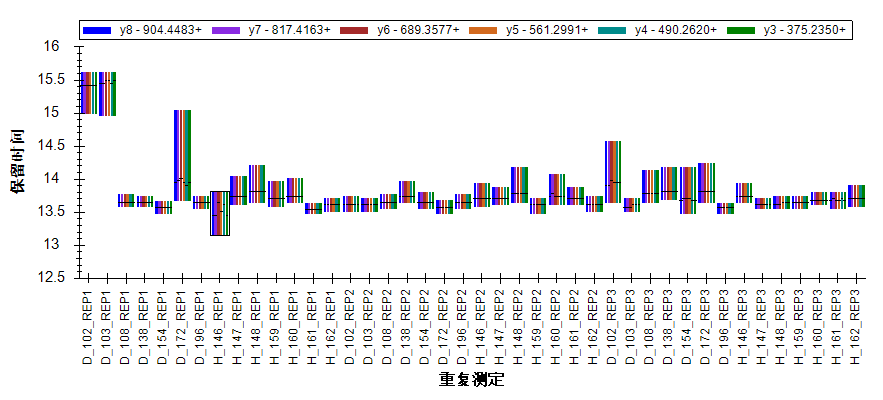 y8 - 904.4483+ y7 - 817.4163+ y6 - 689.3577+ y5 - 561.2991+ y4 - 490.2620+ y3 - 375.2350+
16
15.5
15
14.5
14
13.5
13
12.5
保留时间
D_102_REP1
D_103_REP1
D_108_REP1
D_138_REP1
D_154_REP1
D_172_REP1
D_196_REP1
H_146_REP1
H_147_REP1
H_148_REP1
H_159_REP1
H_160_REP1
H_161_REP1
H_162_REP1
D_102_REP2
D_103_REP2
D_108_REP2
D_138_REP2
D_154_REP2
D_172_REP2
D_196_REP2
H_146_REP2
H_147_REP2
H_148_REP2
H_159_REP2
H_160_REP2
H_161_REP2
H_162_REP2
D_102_REP3
D_103_REP3
D_108_REP3
D_138_REP3
D_154_REP3
D_172_REP3
D_196_REP3
H_146_REP3
H_147_REP3
H_148_REP3
H_159_REP3
H_160_REP3
H_161_REP3
H_162_REP3
重复测定